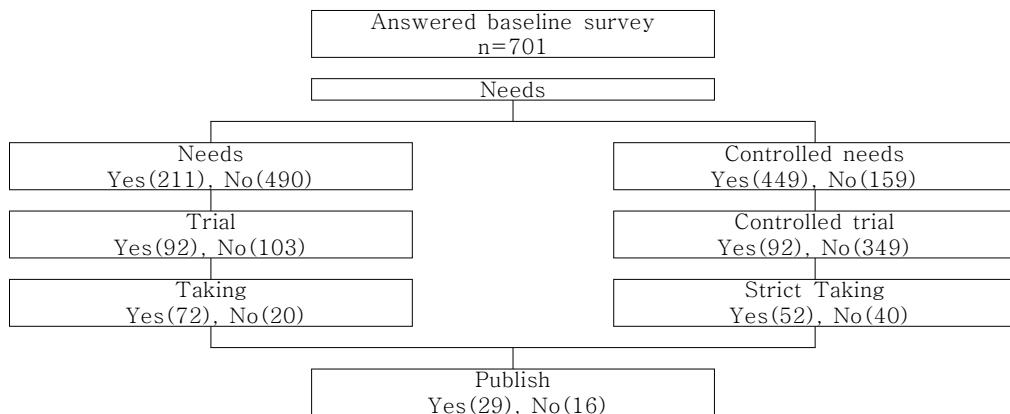 Answered baseline survey
n=701
Needs
Needs
Yes(211), No(490)
Controlled needs
Yes(449), No(159)
Trial
Yes(92), No(103)
Controlled trial
Yes(92), No(349)
Taking
Yes(72), No(20)
Strict Taking
Yes(52), No(40)
Publish
Yes(29), No(16)